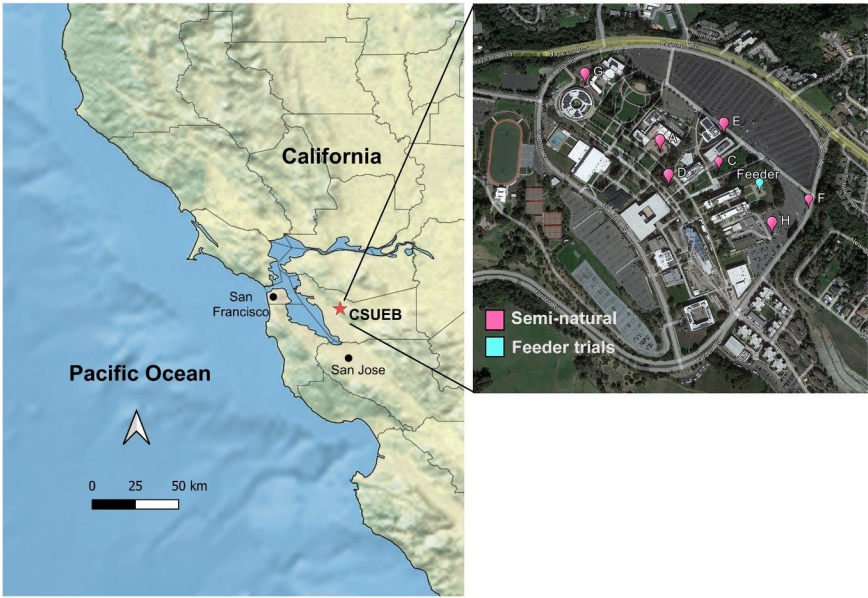 California
San
Francisco
CSUEB
San Jose
Pacific Ocean
0 25 50 km
G
E
C
D
Feeder
F
H
Semi-natural
Feeder trials